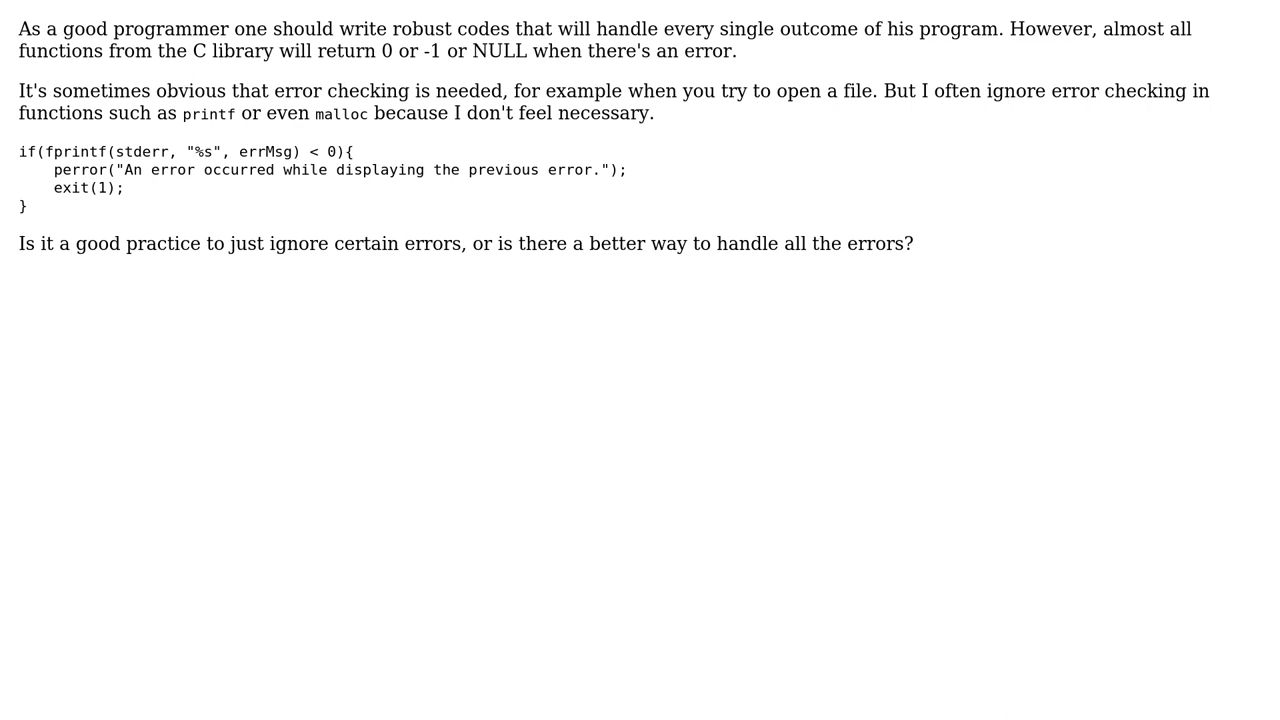 As a good programmer one should write robust codes that will handle every single outcome of his program. However, almost all
functions from the C library will return 0 or -1 or NULL when there's an error.
It's sometimes obvious that error checking is needed, for example when you try to open a file. But I often ignore error checking in
functions such as printf or even malloc because I don't feel necessary.
if(fprintf(stderr, "%s", errMsg) < 0){
    perror("An error occurred while displaying the previous error.");
    exit(1);
}
Is it a good practice to just ignore certain errors, or is there a better way to handle all the errors?